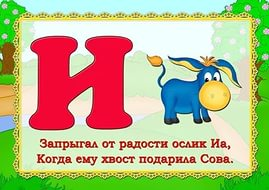 И
Запрыгал от радости ослик Иа,
Когда ему хвост подарила Сова.